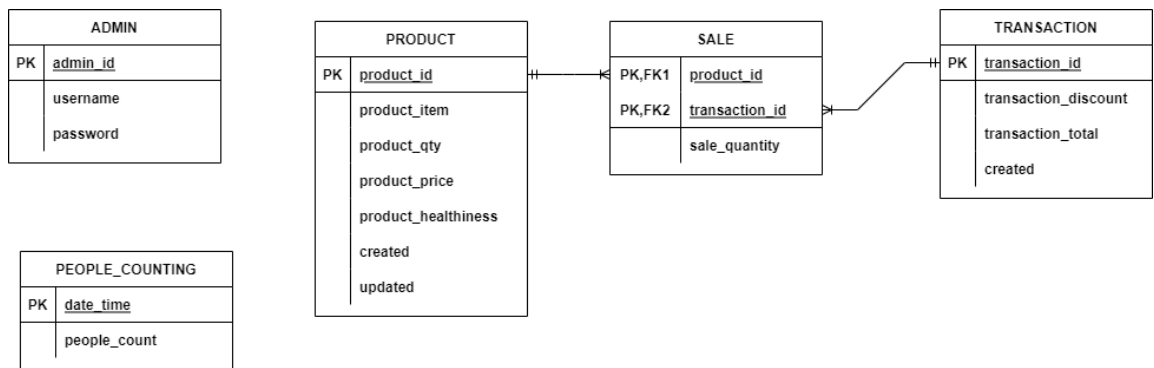 ADMIN
PK admin_id
username
password
PRODUCT
PK product_id
product_item
product_qty
product_price
product_healthiness
created
updated
SALE
PK,FK1 product_id
PK,FK2 transaction_id
sale_quantity
TRANSACTION
PK transaction_id
transaction_discount
transaction_total
created
PEOPLE_COUNTING
PK date_time
people_count